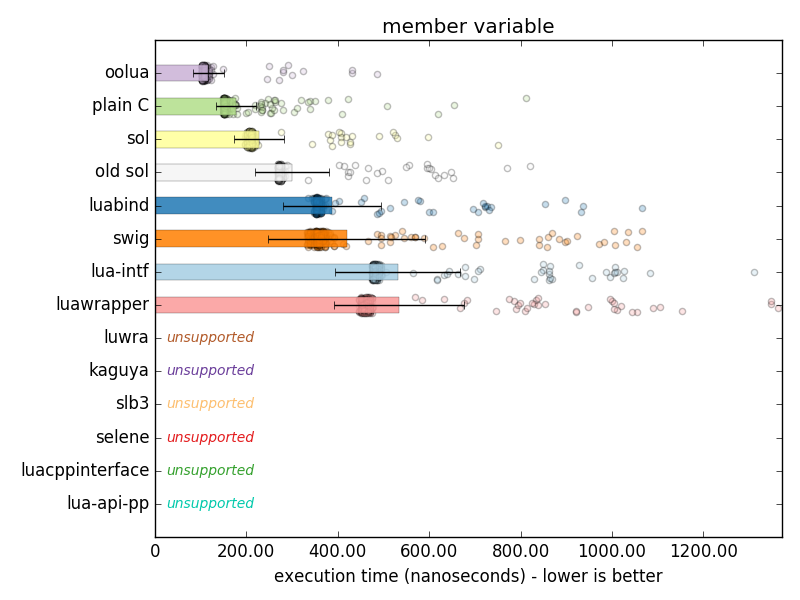 member variable
oolua
plain C
sol
old sol
luabind
swig
lua-intf
luawrapper
luwra unsupported
kaguya unsupported
slb3 unsupported
selene unsupported
luacppinterface unsupported
lua-api-pp unsupported
0 200.00 400.00 600.00 800.00 1000.00 1200.00
execution time (nanoseconds) - lower is better